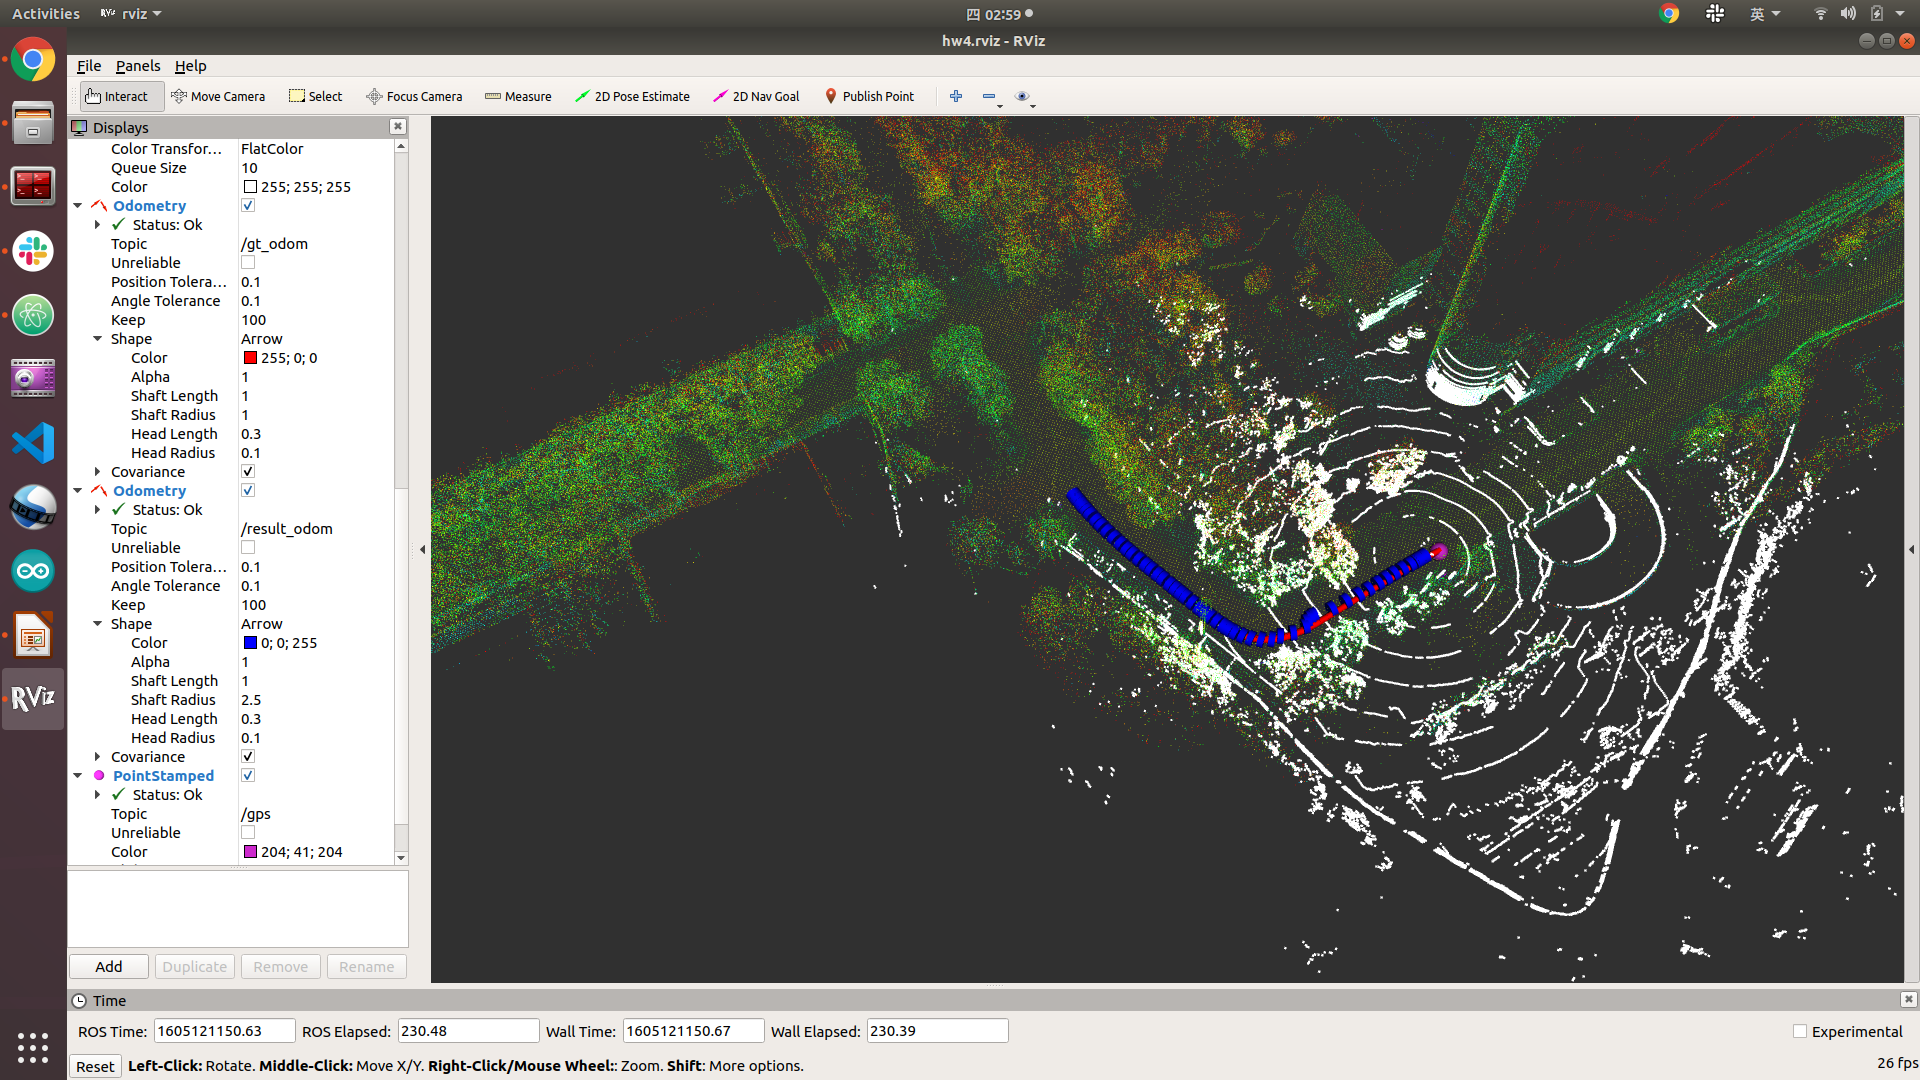 Activities
RViz rviz
四 02:59
英
hw4.rviz - RViz
File Panels Help
Interact Move Camera Select Focus Camera Measure 2D Pose Estimate 2D Nav Goal Publish Point
Displays
Color Transfor… FlatColor
Queue Size 10
Color 255; 255; 255
Odometry
Status: Ok
Topic /gt_odom
Unreliable
Position Tolera… 0.1
Angle Tolerance 0.1
Keep 100
Shape Arrow
Color 255; 0; 0
Alpha 1
Shaft Length 1
Shaft Radius 1
Head Length 0.3
Head Radius 0.1
Covariance
Odometry
Status: Ok
Topic /result_odom
Unreliable
Position Tolera… 0.1
Angle Tolerance 0.1
Keep 100
Shape Arrow
Color 0; 0; 255
Alpha 1
Shaft Length 1
Shaft Radius 2.5
Head Length 0.3
Head Radius 0.1
Covariance
PointStamped
Status: Ok
Topic /gps
Unreliable
Color 204; 41; 204
RViz
Add Duplicate Remove Rename
Time
ROS Time: 1605121150.63 ROS Elapsed: 230.48 Wall Time: 1605121150.67 Wall Elapsed: 230.39 Experimental
Reset Left-Click: Rotate. Middle-Click: Move X/Y. Right-Click/Mouse Wheel:: Zoom. Shift: More options. 26 fps